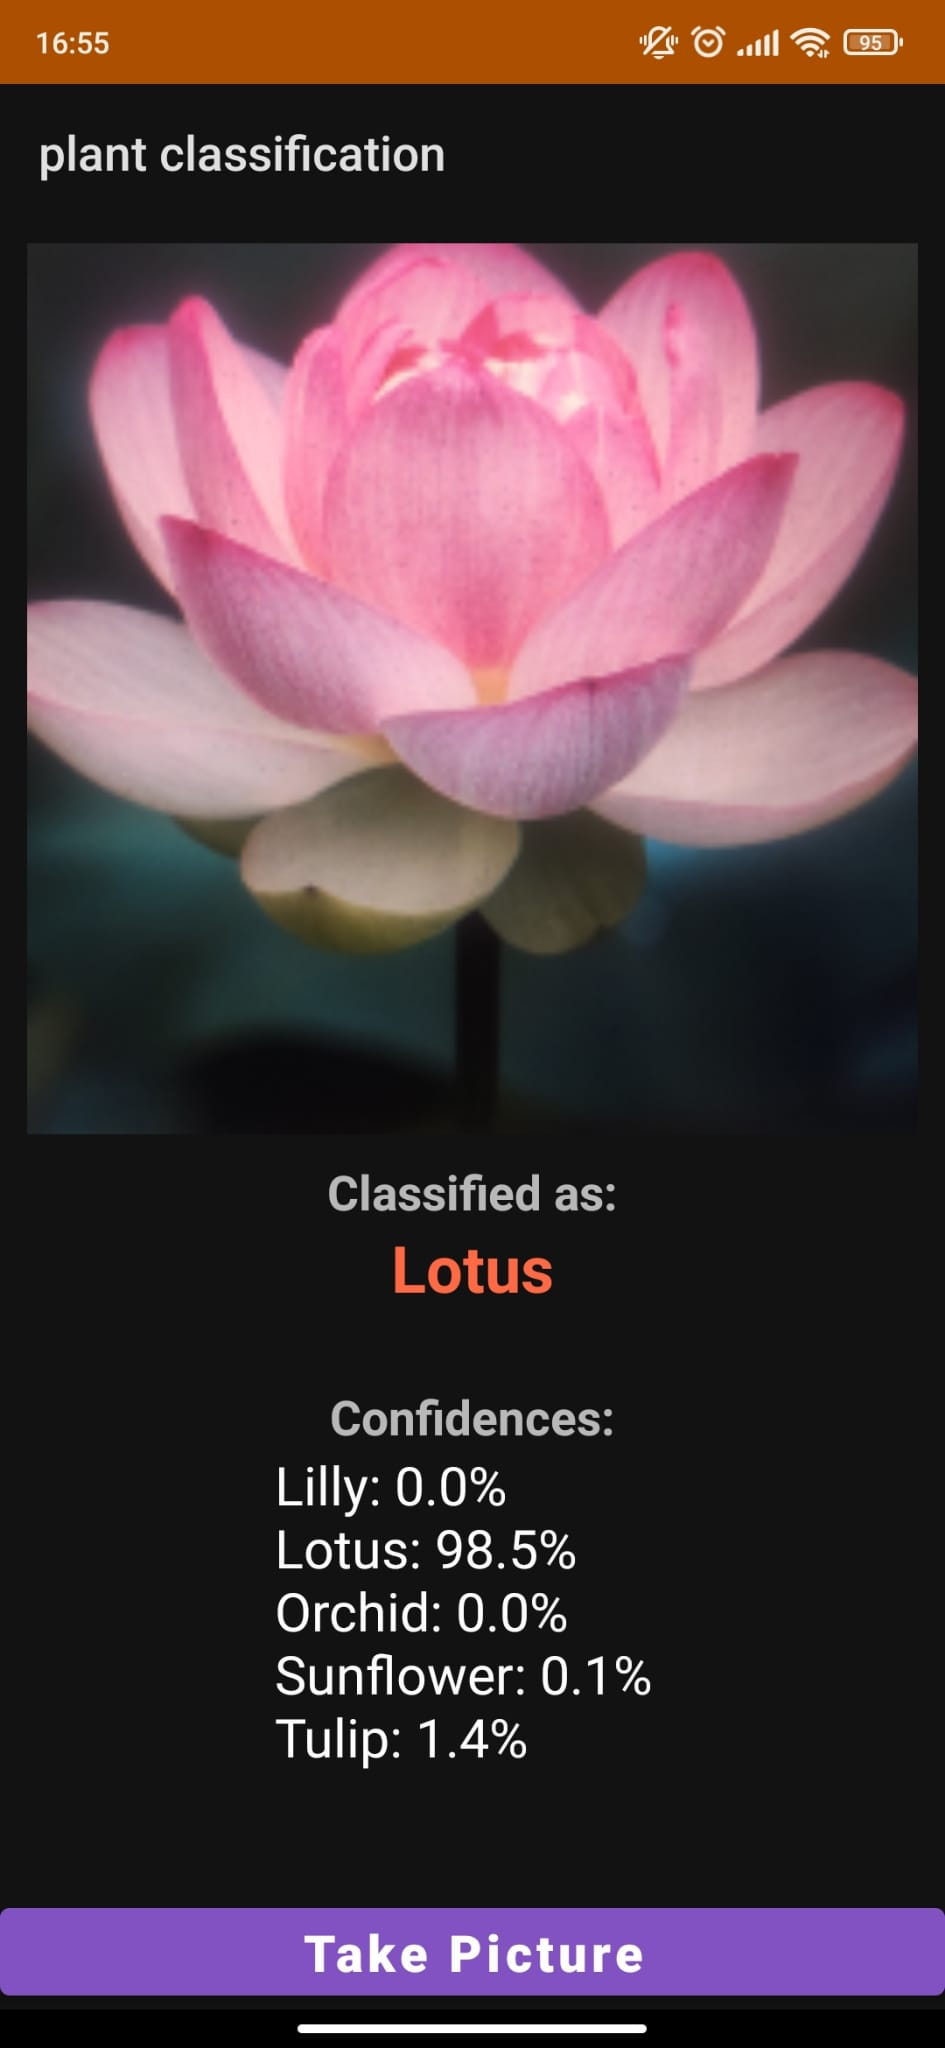 16:55
95
plant classification
Classified as:
Lotus
Confidences:
Lilly: 0.0%
Lotus: 98.5%
Orchid: 0.0%
Sunflower: 0.1%
Tulip: 1.4%
Take Picture